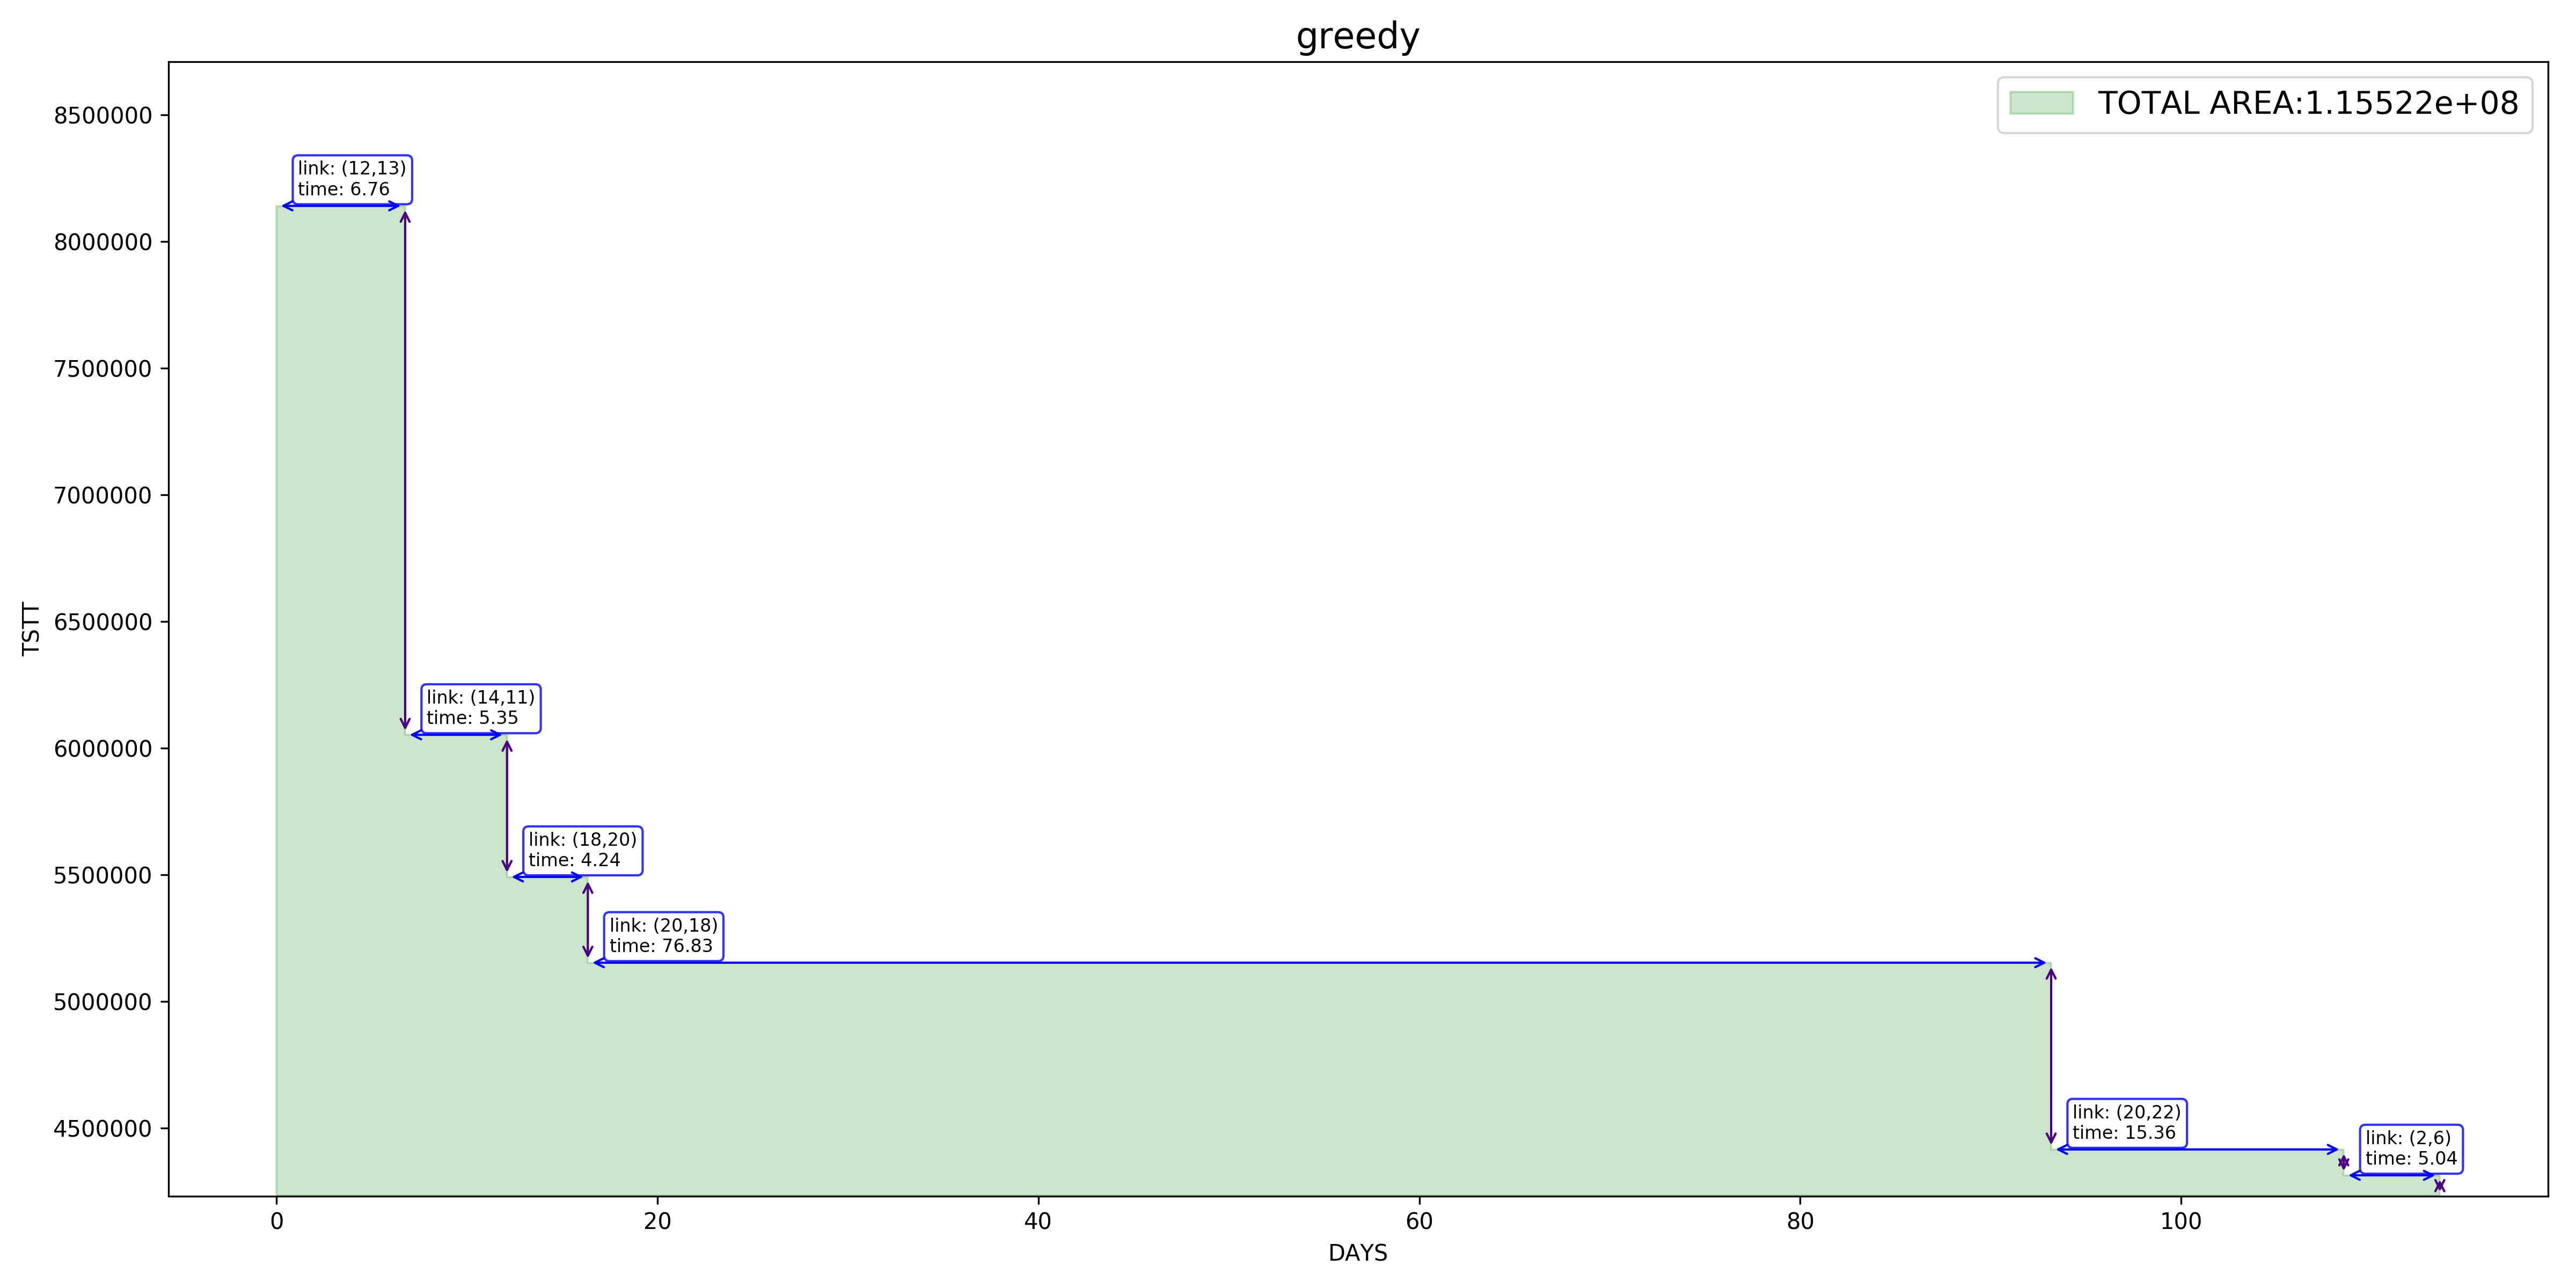 greedy
TOTAL AREA:1.15522e+08
8500000
8000000
7500000
7000000
6500000
6000000
5500000
5000000
4500000
TSTT
link: (12,13)
time: 6.76
link: (14,11)
time: 5.35
link: (18,20)
time: 4.24
link: (20,18)
time: 76.83
link: (20,22)
time: 15.36
link: (2,6)
time: 5.04
0 20 40 60 80 100
DAYS